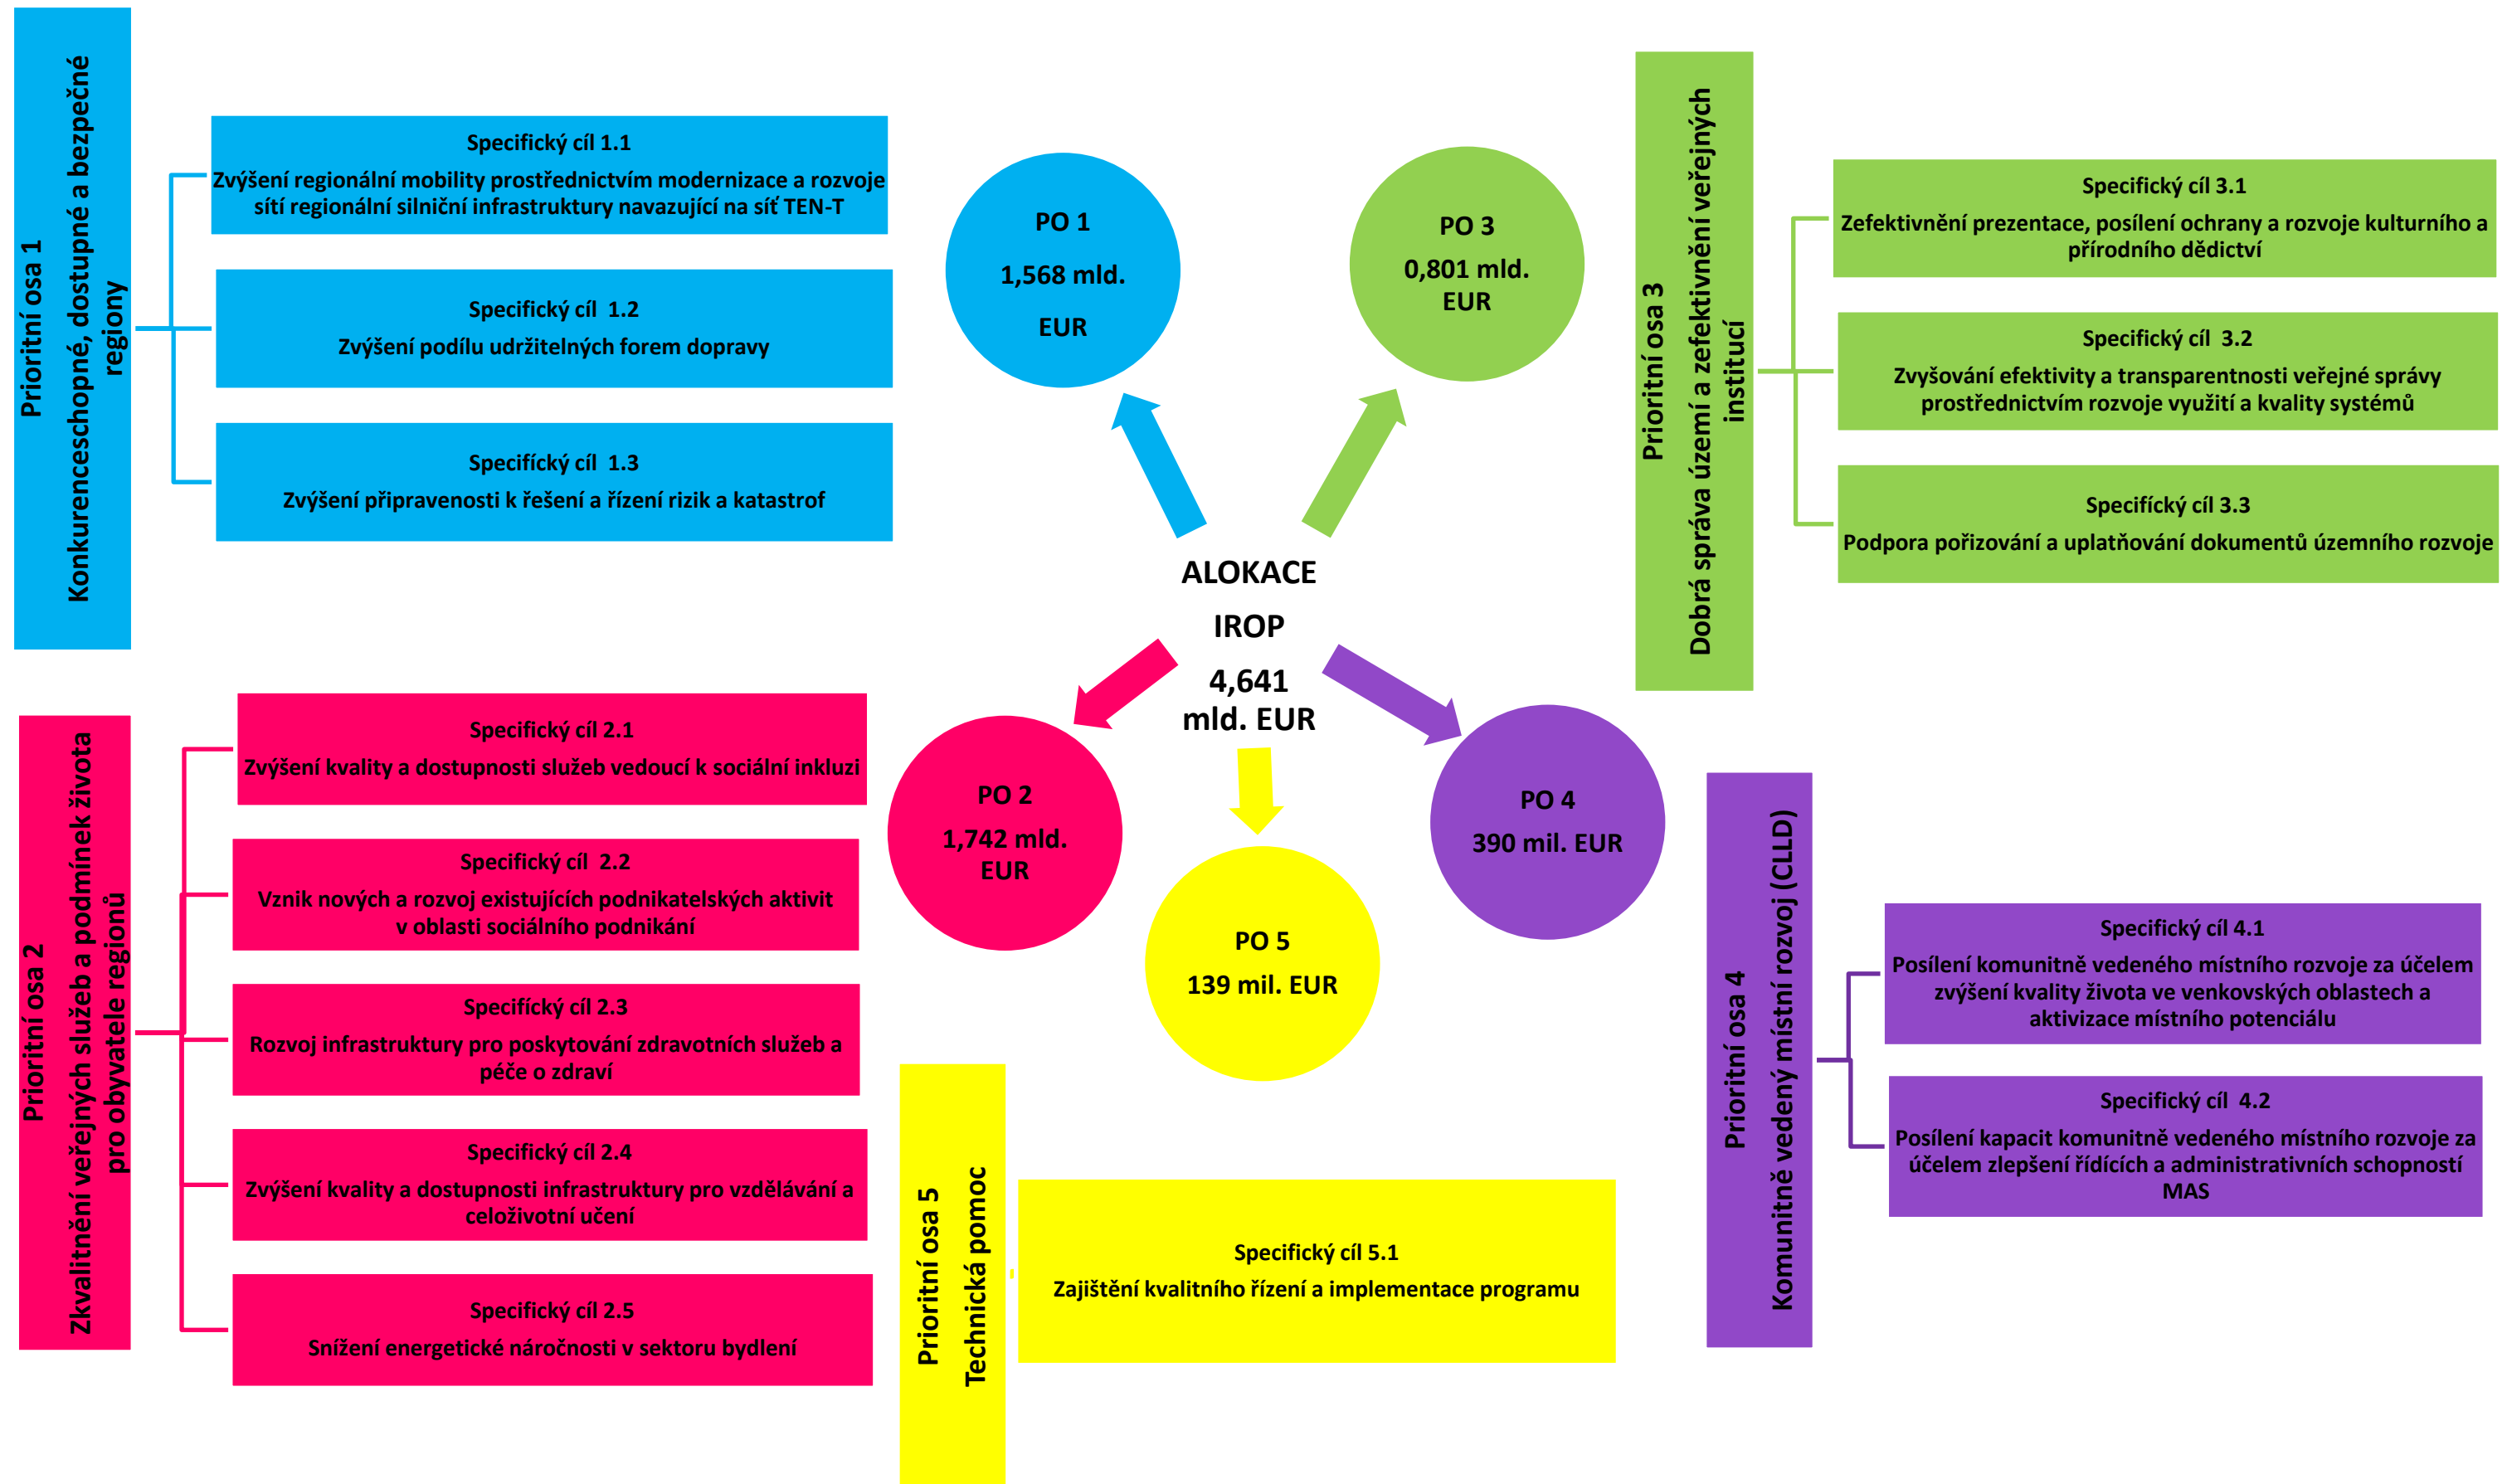 Prioritní osa 1
Konkurenceschopné, dostupné a bezpečné
regiony
Specifický cíl 1.1
Zvýšení regionální mobility prostřednictvím modernizace a rozvoje
sítí regionální silniční infrastruktury navazující na síť TEN-T
Specifický cíl 1.2
Zvýšení podílu udržitelných forem dopravy
Specifícký cíl 1.3
Zvýšení připravenosti k řešení a řízení rizik a katastrof
PO 1
1,568 mld.
EUR
PO 3
0,801 mld.
EUR
Prioritní osa 3
Dobrá správa území a zefektivnění veřejných
institucí
Specifický cíl 3.1
Zefektivnění prezentace, posílení ochrany a rozvoje kulturního a
přírodního dědictví
Specifický cíl 3.2
Zvyšování efektivity a transparentnosti veřejné správy
prostřednictvím rozvoje využití a kvality systémů
Specifícký cíl 3.3
Podpora pořizování a uplatňování dokumentů územního rozvoje
ALOKACE
IROP
4,641
mld. EUR
Prioritní osa 2
Zkvalitnění veřejných služeb a podmínek života
pro obyvatele regionů
Specifický cíl 2.1
Zvýšení kvality a dostupnosti služeb vedoucí k sociální inkluzi
Specifický cíl 2.2
Vznik nových a rozvoj existujících podnikatelských aktivit
v oblasti sociálního podnikání
Specifícký cíl 2.3
Rozvoj infrastruktury pro poskytování zdravotních služeb a
péče o zdraví
Specifický cíl 2.4
Zvýšení kvality a dostupnosti infrastruktury pro vzdělávání a
celoživotní učení
Specifický cíl 2.5
Snížení energetické náročnosti v sektoru bydlení
PO 2
1,742 mld.
EUR
PO 5
139 mil. EUR
PO 4
390 mil. EUR
Prioritní osa 5
Technická pomoc
Specifický cíl 5.1
Zajištění kvalitního řízení a implementace programu
Prioritní osa 4
Komunitně vedený místní rozvoj (CLLD)
Specifický cíl 4.1
Posílení komunitně vedeného místního rozvoje za účelem
zvýšení kvality života ve venkovských oblastech a
aktivizace místního potenciálu
Specifický cíl 4.2
Posílení kapacit komunitně vedeného místního rozvoje za
účelem zlepšení řídících a administrativních schopností
MAS